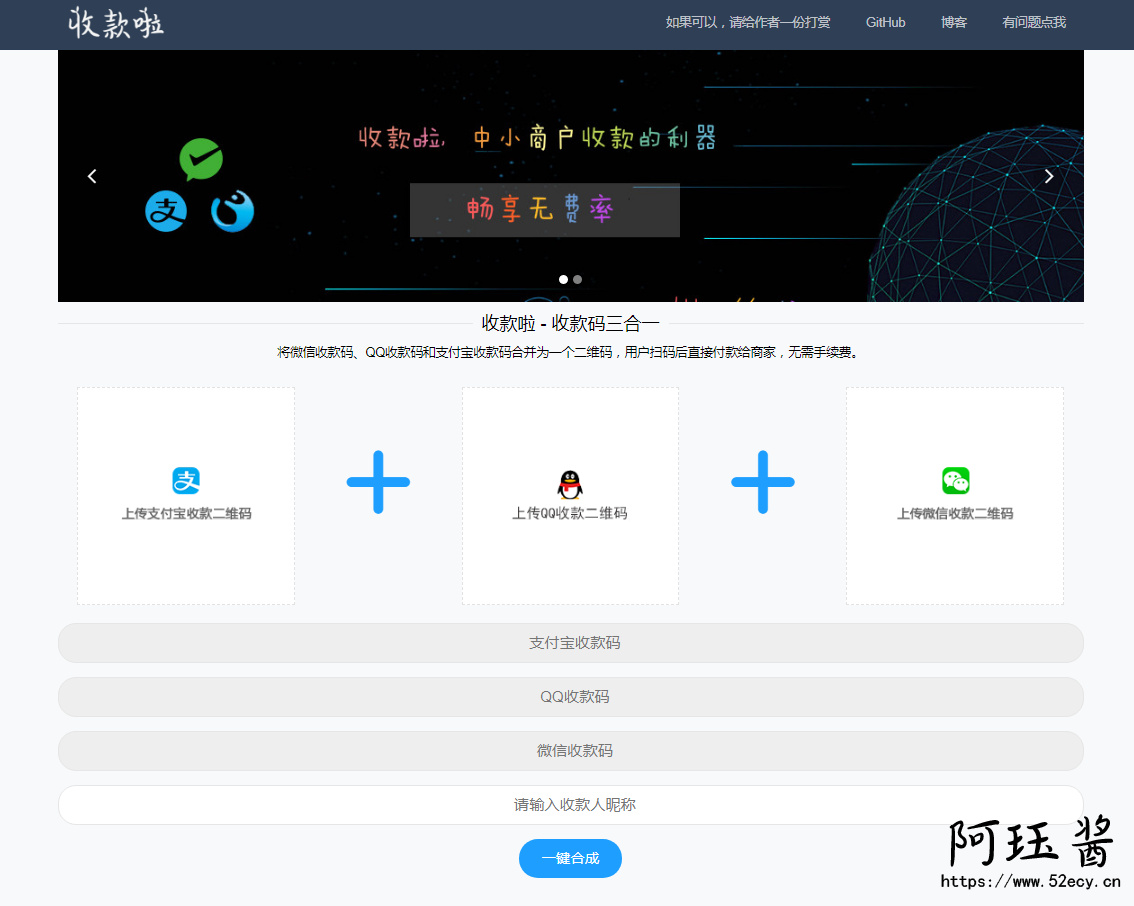 收款啦
如果可以，请给作者一份打赏 GitHub 博客 有问题点我
收款啦，中小商户收款的利器
畅享无费率
收款啦 - 收款码三合一
将微信收款码、QQ收款码和支付宝收款码合并为一个二维码，用户扫码后直接付款给商家，无需手续费。
支
支
上传支付宝收款二维码
上传QQ收款二维码
上传微信收款二维码
支付宝收款码
QQ收款码
微信收款码
请输入收款人昵称
一键合成
阿珏酱
https://www.52ecy.cn